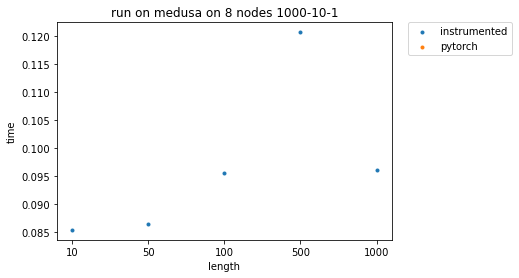 run on medusa on 8 nodes 1000-10-1
instrumented
pytorch
0.120
0.115
0.110
0.105
0.100
0.095
0.090
0.085
time
10 50 100 500 1000
length